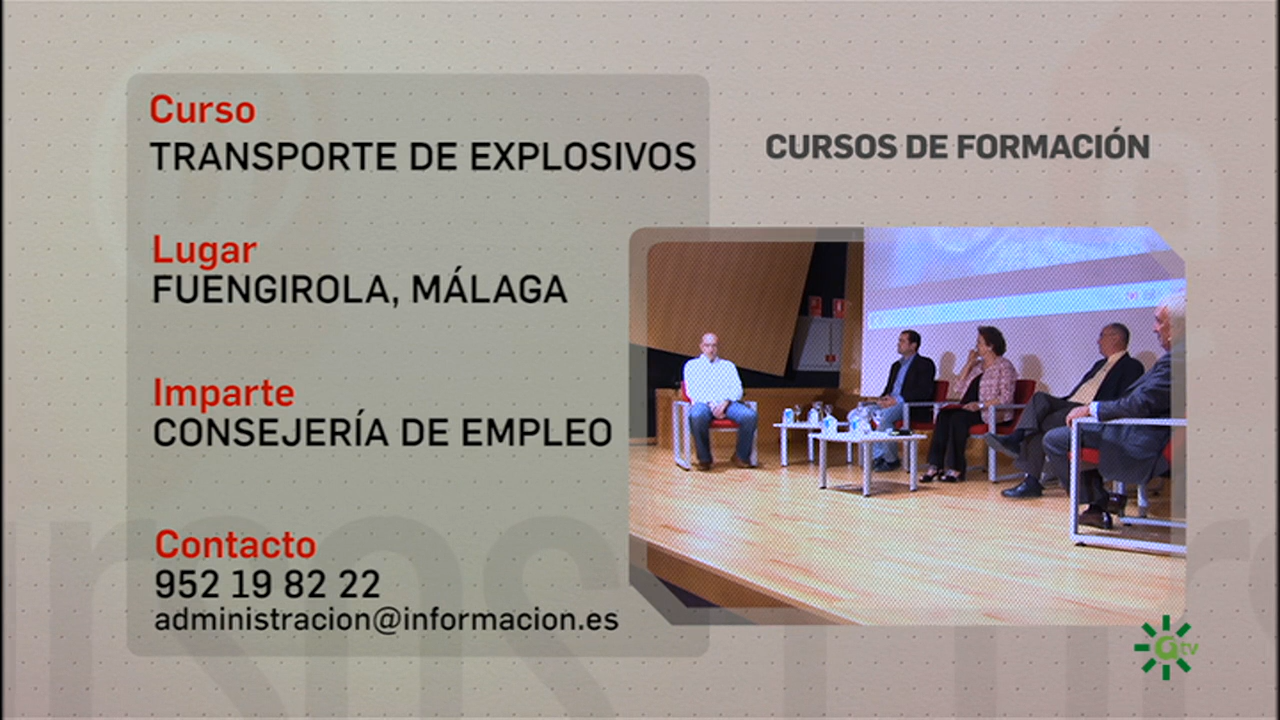 Curso
TRANSPORTE DE EXPLOSIVOS
CURSOS DE FORMACIÓN
Lugar
FUENGIROLA, MÁLAGA
Imparte
CONSEJERÍA DE EMPLEO
Contacto
952 19 82 22
administracion@informacion.es
tv